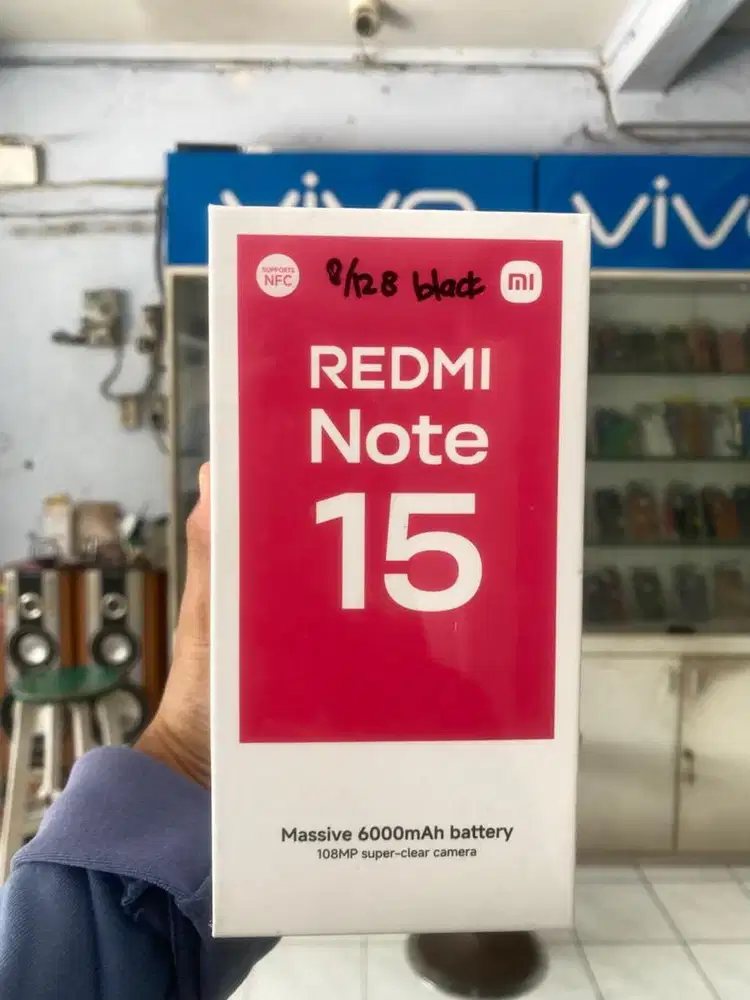 vivo
vivo
SUPPORTS
NFC
8/128 black
mi
REDMI
Note
15
Massive 6000mAh battery
108MP super-clear camera